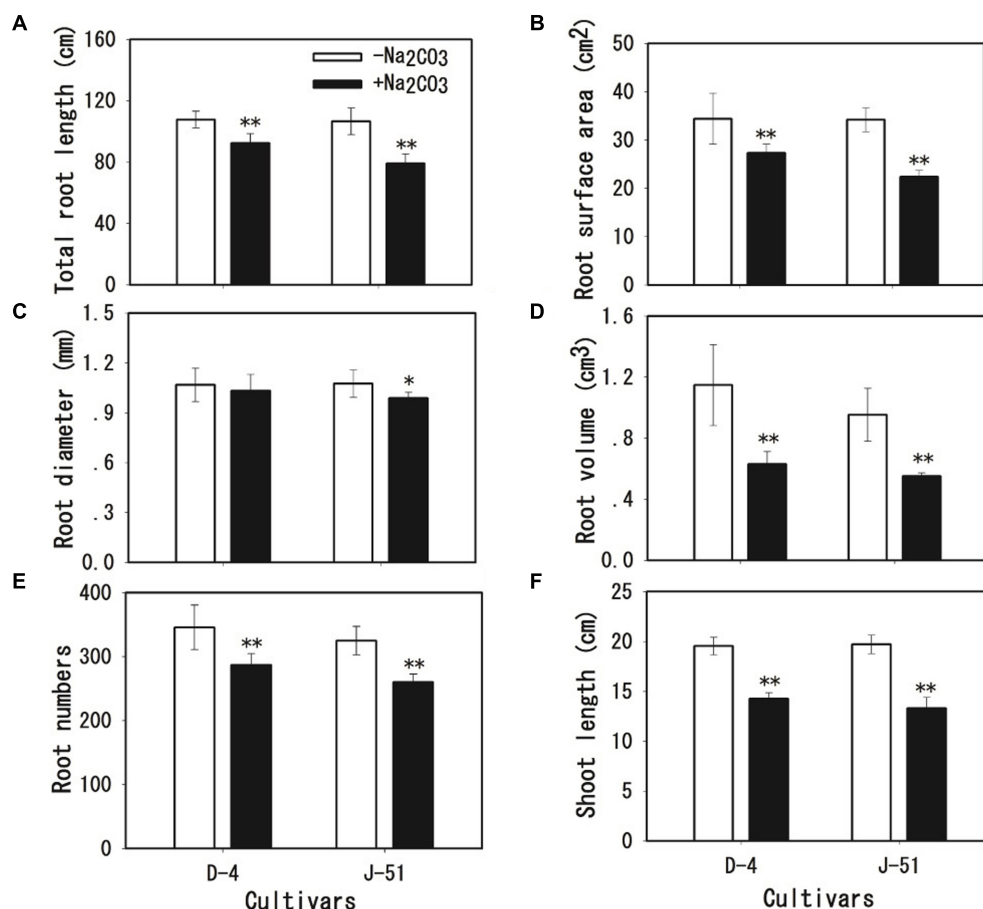 A
Total root length (cm)
160
120
80
40
0
−Na2CO3
+Na2CO3
**
**
B
Root surface area (cm2)
50
40
30
20
10
0
**
**
C
Root diameter (mm)
1.5
1.2
.9
.6
.3
0.0
*
D
Root volume (cm3)
1.6
1.2
.8
.4
0.0
**
**
E
Root numbers
400
300
200
100
0
**
**
D-4
J-51
Cultivars
F
Shoot length (cm)
25
20
15
10
5
0
**
**
D-4
J-51
Cultivars